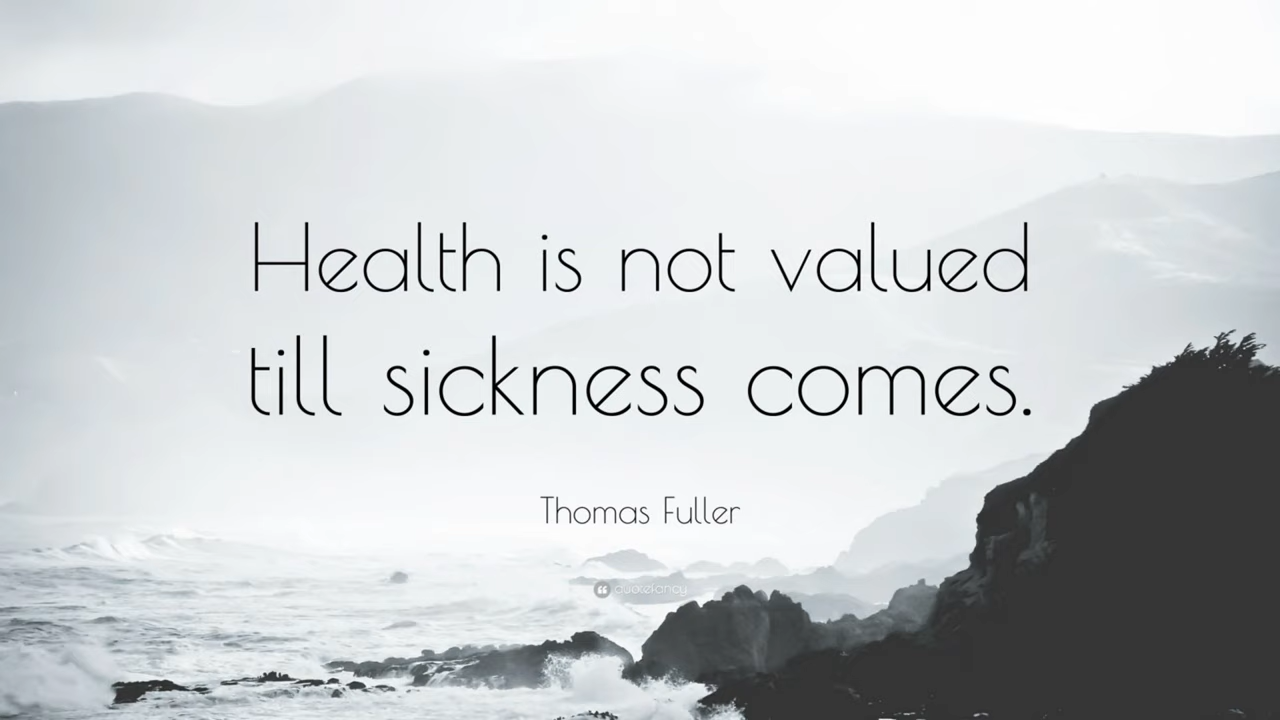 Health is not valued
till sickness comes.
Thomas Fuller
quotefancy